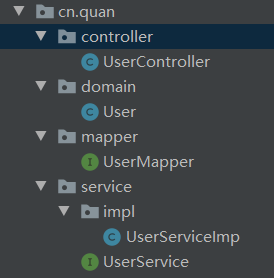 cn.quan
controller
C UserController
domain
C User
mapper
I UserMapper
service
impl
C UserServiceImp
I UserService